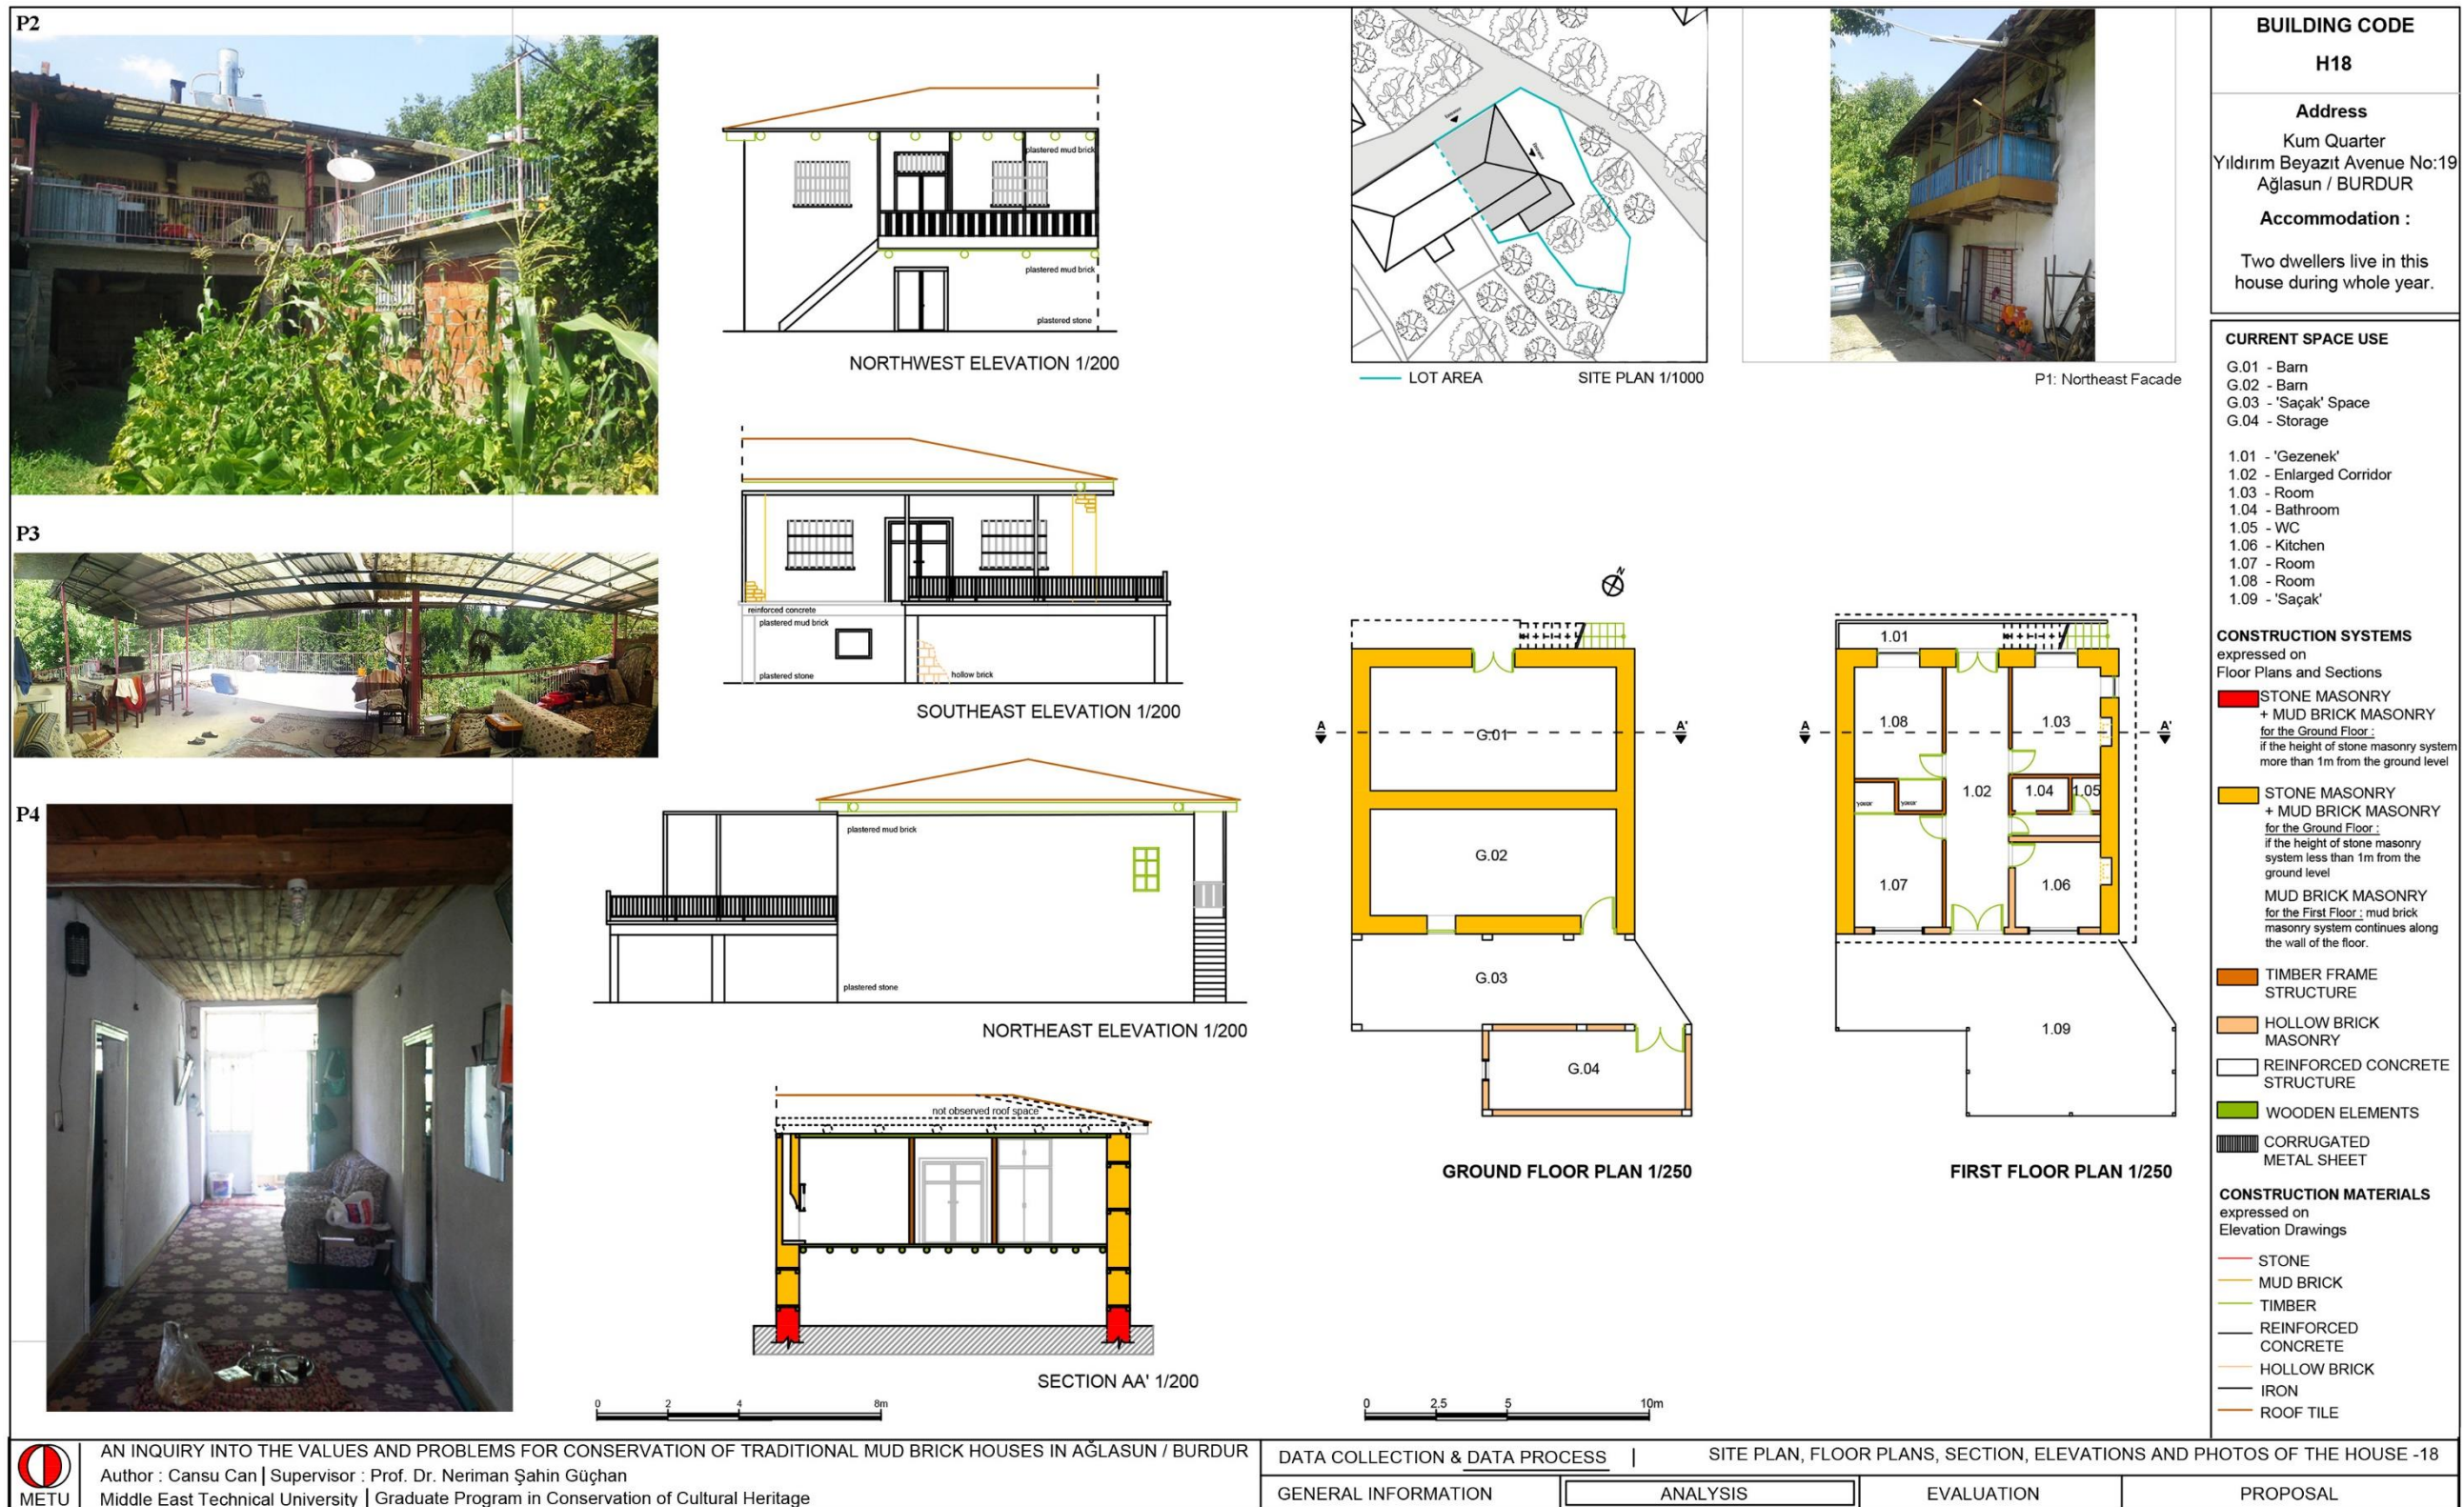 P2
P3
P4
plastered mud brick
plastered mud brick
plastered stone
NORTHWEST ELEVATION 1/200
reinforced concrete
plastered mud brick
plastered stone
hollow brick
SOUTHEAST ELEVATION 1/200
plastered mud brick
plastered stone
NORTHEAST ELEVATION 1/200
not observed roof space
SECTION AA' 1/200
0 2 4 8m
LOT AREA
SITE PLAN 1/1000
P1: Northeast Facade
N
A
A'
G.01
G.02
G.03
G.04
GROUND FLOOR PLAN 1/250
1.01
A
A'
1.08
1.03
1.02
1.04
1.05
1.07
1.06
1.09
FIRST FLOOR PLAN 1/250
0 2.5 5 10m
BUILDING CODE
H18
Address
Kum Quarter
Yıldırım Beyazıt Avenue No:19
Ağlasun / BURDUR
Accommodation :
Two dwellers live in this
house during whole year.
CURRENT SPACE USE
G.01 - Barn
G.02 - Barn
G.03 - 'Saçak' Space
G.04 - Storage
1.01 - 'Gezenek'
1.02 - Enlarged Corridor
1.03 - Room
1.04 - Bathroom
1.05 - WC
1.06 - Kitchen
1.07 - Room
1.08 - Room
1.09 - 'Saçak'
CONSTRUCTION SYSTEMS
expressed on
Floor Plans and Sections
STONE MASONRY
+ MUD BRICK MASONRY
for the Ground Floor :
if the height of stone masonry system
more than 1m from the ground level
STONE MASONRY
+ MUD BRICK MASONRY
for the Ground Floor :
if the height of stone masonry
system less than 1m from the
ground level
MUD BRICK MASONRY
for the First Floor : mud brick
masonry system continues along
the wall of the floor.
TIMBER FRAME
STRUCTURE
HOLLOW BRICK
MASONRY
REINFORCED CONCRETE
STRUCTURE
WOODEN ELEMENTS
CORRUGATED
METAL SHEET
CONSTRUCTION MATERIALS
expressed on
Elevation Drawings
STONE
MUD BRICK
TIMBER
REINFORCED
CONCRETE
HOLLOW BRICK
IRON
ROOF TILE
METU
AN INQUIRY INTO THE VALUES AND PROBLEMS FOR CONSERVATION OF TRADITIONAL MUD BRICK HOUSES IN AĞLASUN / BURDUR
Author : Cansu Can | Supervisor : Prof. Dr. Neriman Şahin Güçhan
Middle East Technical University | Graduate Program in Conservation of Cultural Heritage
DATA COLLECTION & DATA PROCESS | SITE PLAN, FLOOR PLANS, SECTION, ELEVATIONS AND PHOTOS OF THE HOUSE -18
GENERAL INFORMATION
ANALYSIS
EVALUATION
PROPOSAL